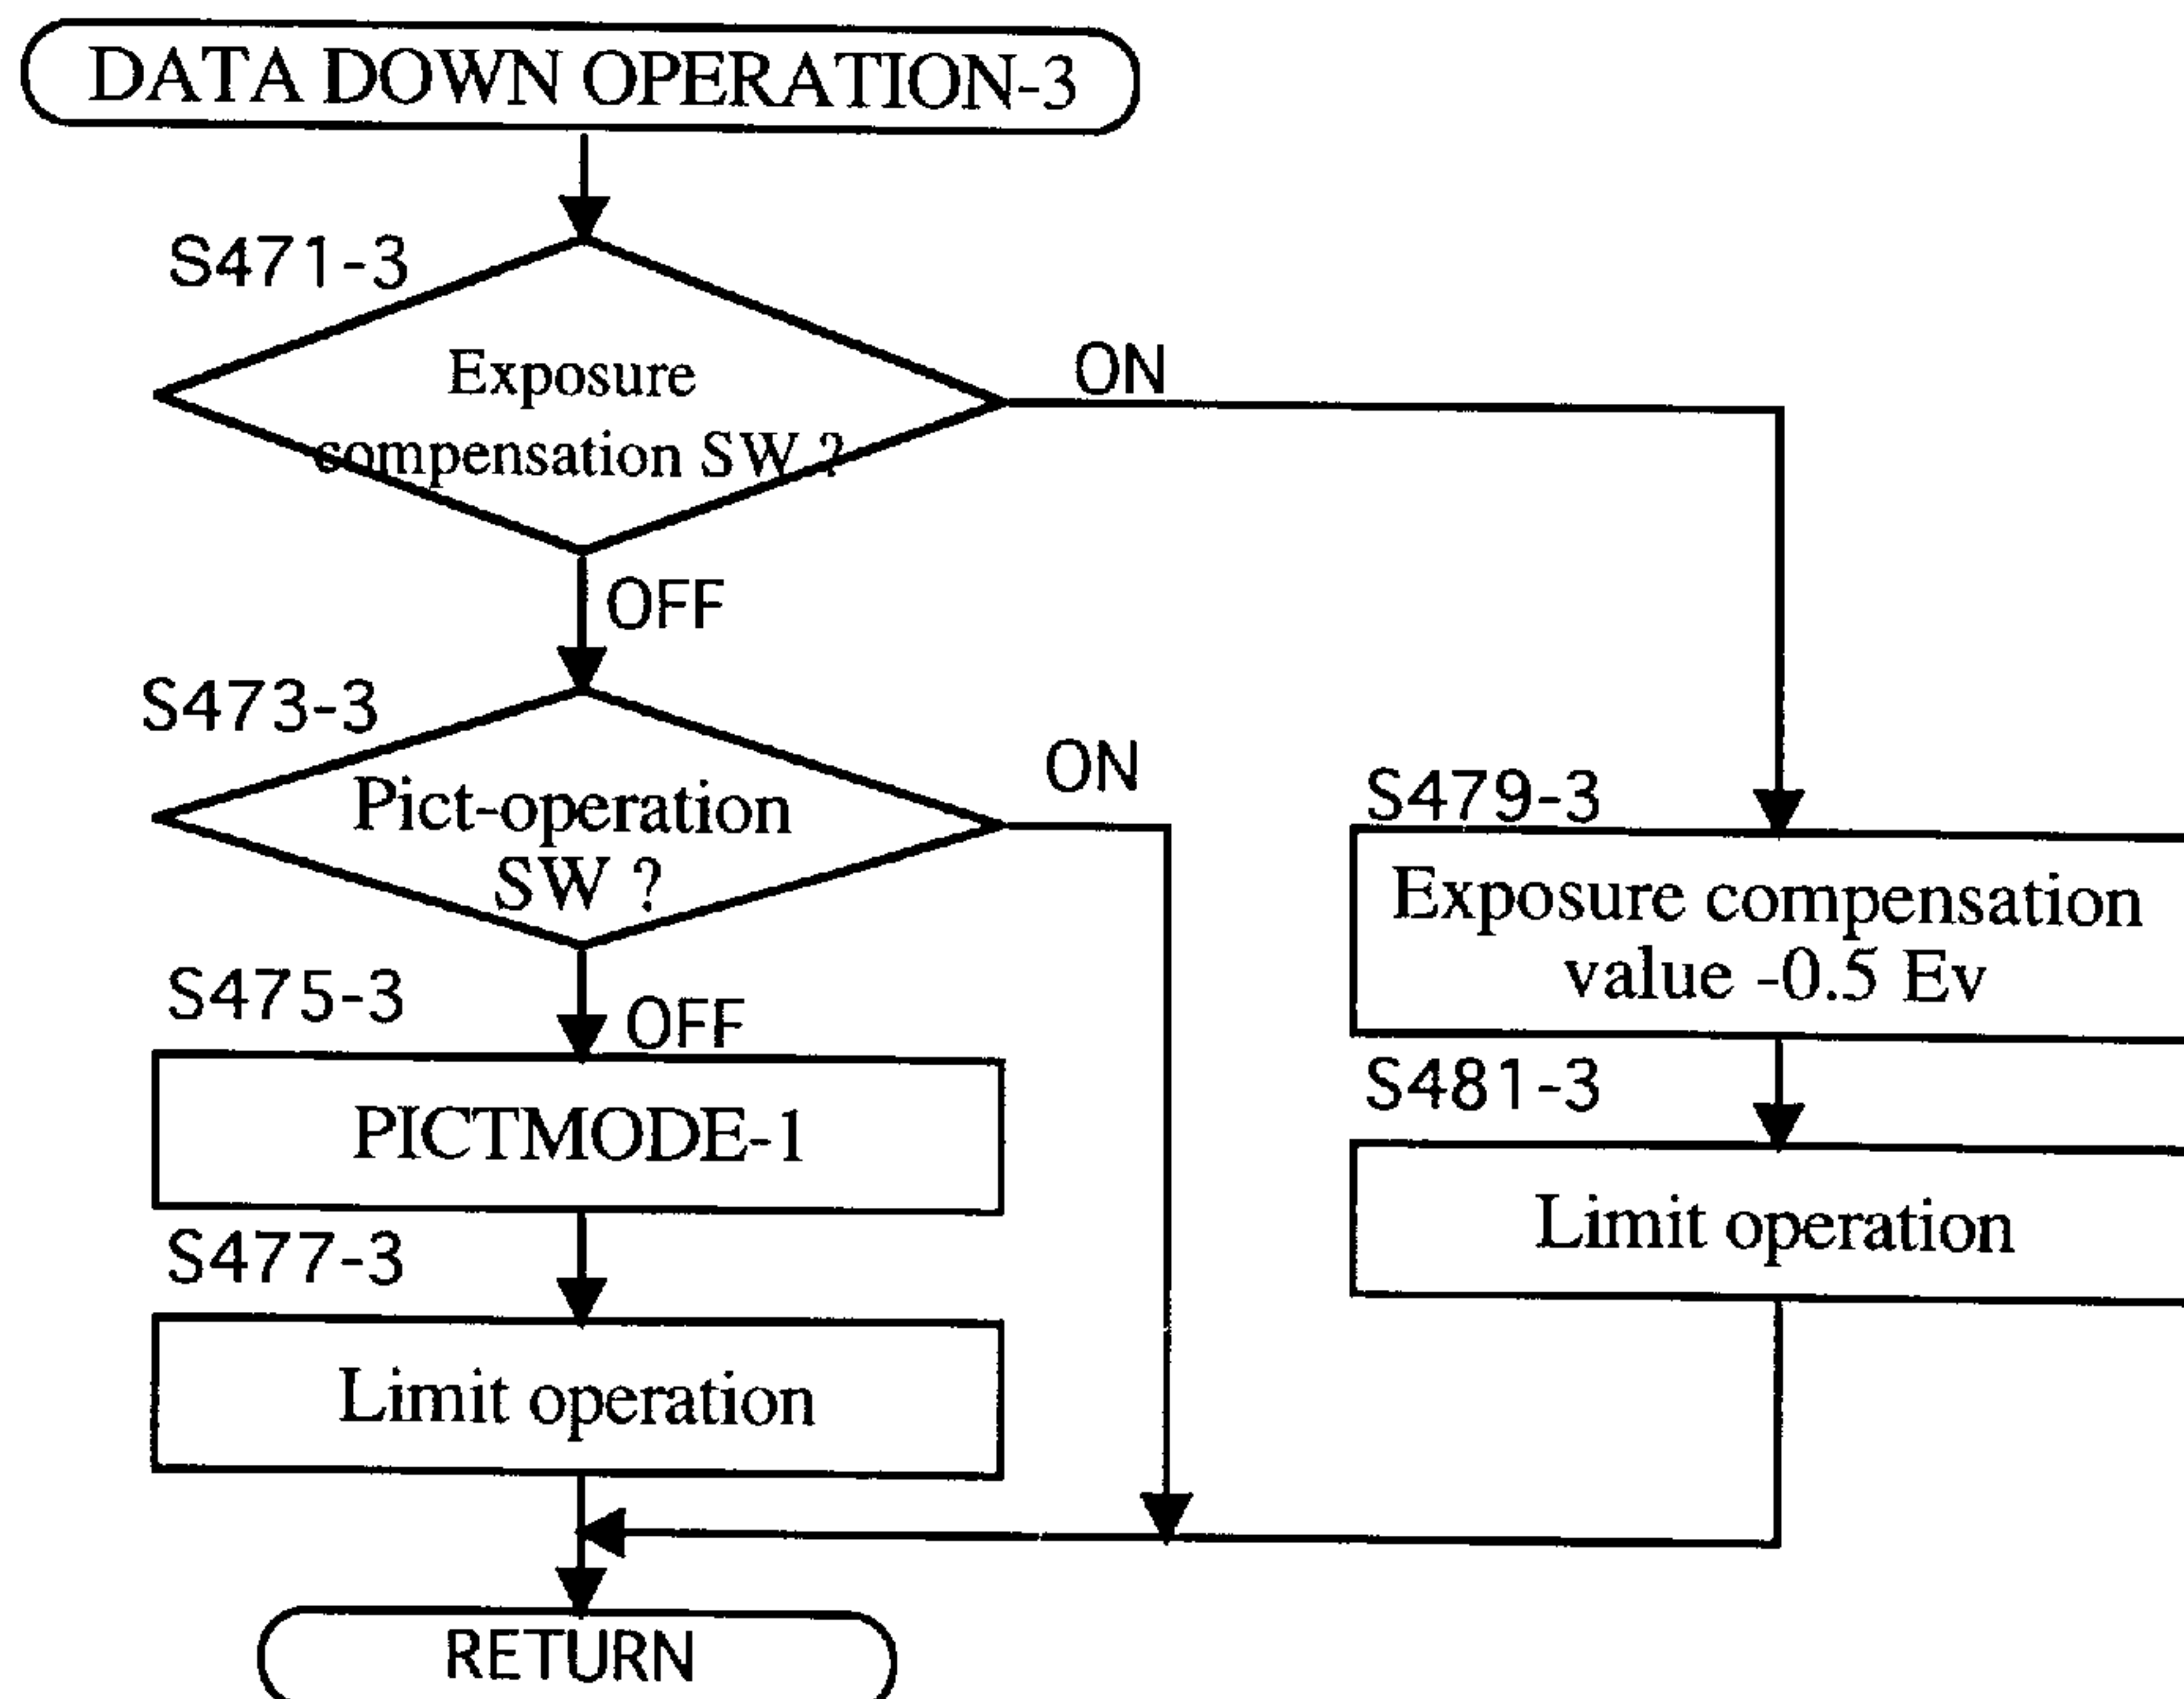 DATA DOWN OPERATION-3
S471-3
Exposure
compensation SW ?
ON
OFF
S473-3
Pict-operation
SW ?
ON
OFF
S475-3
PICTMODE-1
S477-3
Limit operation
S479-3
Exposure compensation
value -0.5 Ev
S481-3
Limit operation
RETURN